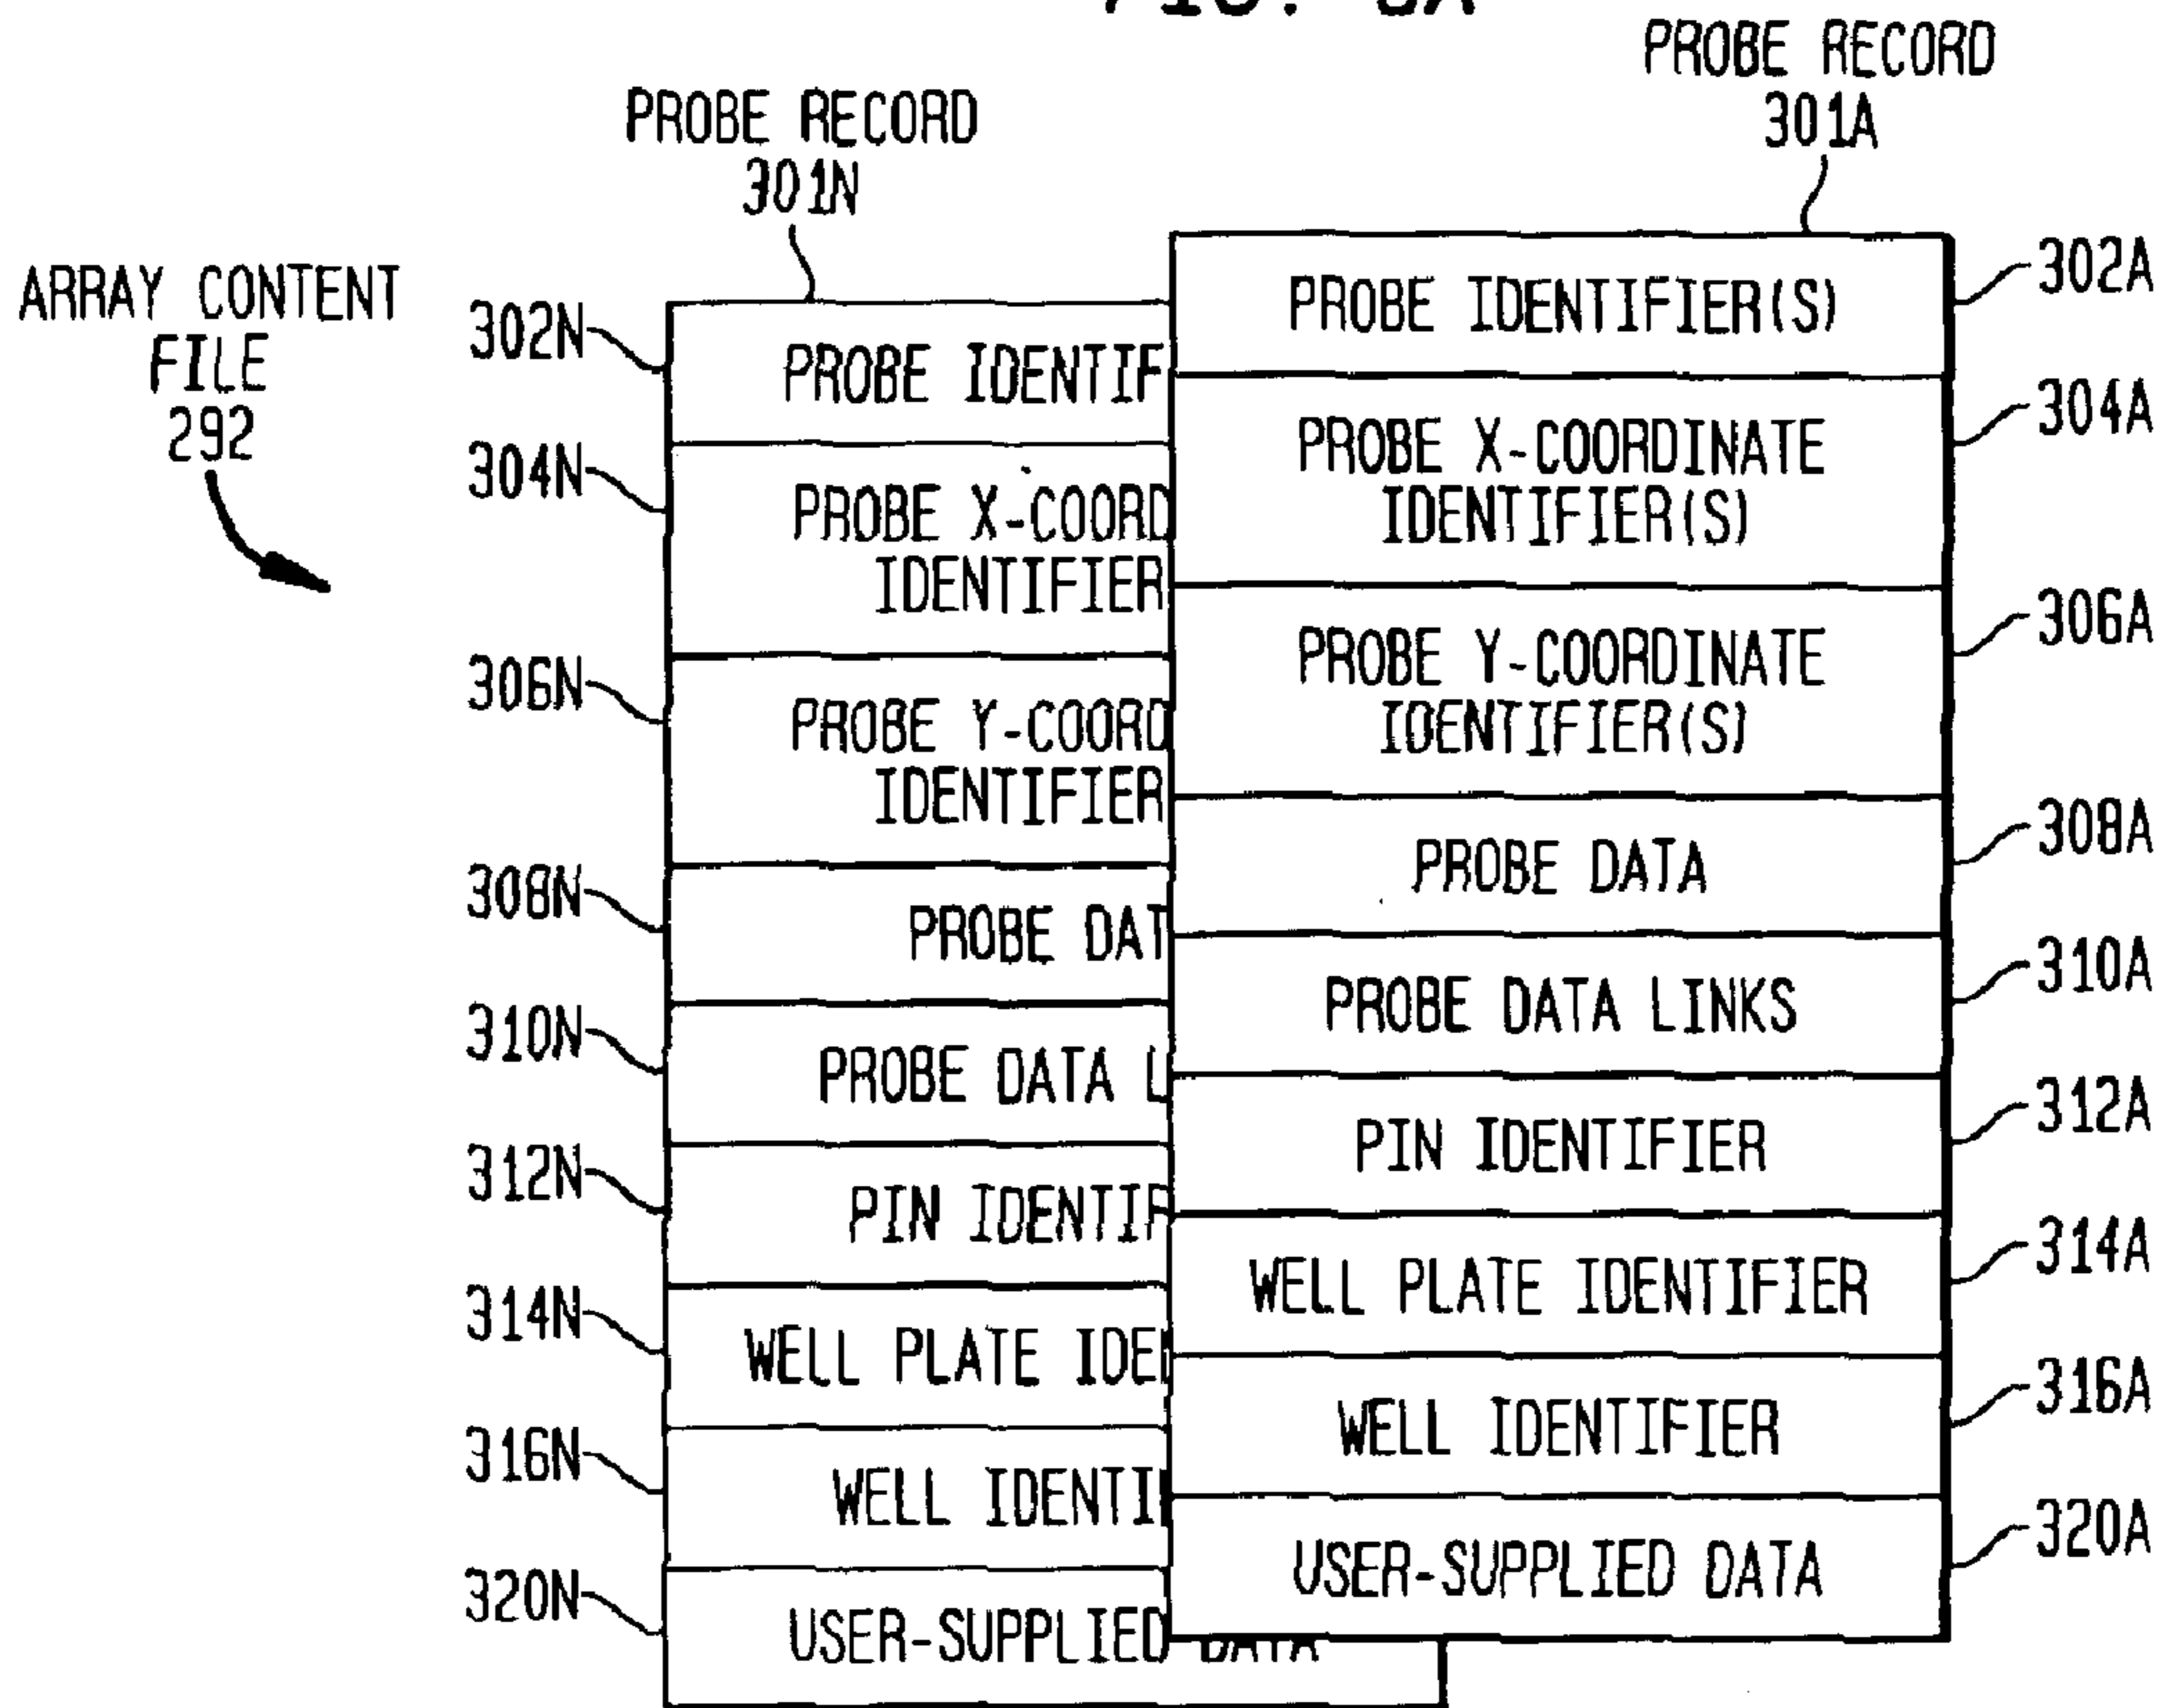 PROBE RECORD
301A
PROBE RECORD
301N
ARRAY CONTENT
FILE
292
302A
PROBE IDENTIFIER(S)
304A
PROBE X-COORDINATE
IDENTIFIER(S)
306A
PROBE Y-COORDINATE
IDENTIFIER(S)
308A
PROBE DATA
310A
PROBE DATA LINKS
312A
PIN IDENTIFIER
314A
WELL PLATE IDENTIFIER
316A
WELL IDENTIFIER
320A
USER-SUPPLIED DATA
302N
PROBE IDENTIF
304N
PROBE X-COORD
IDENTIFIER
306N
PROBE Y-COORD
IDENTIFIER
308N
PROBE DAT
310N
PROBE DATA L
312N
PIN IDENTIF
314N
WELL PLATE IDEN
316N
WELL IDENTI
320N
USER-SUPPLIED DATA